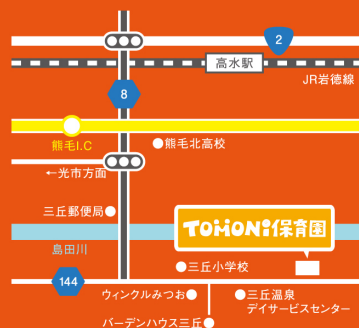 2
高水駅
JR岩徳線
8
熊毛I.C
熊毛北高校
←光市方面
三丘郵便局
TOMONi保育園
島田川
三丘小学校
144
ウィンクルみつお
三丘温泉
デイサービスセンター
バーデンハウス三丘